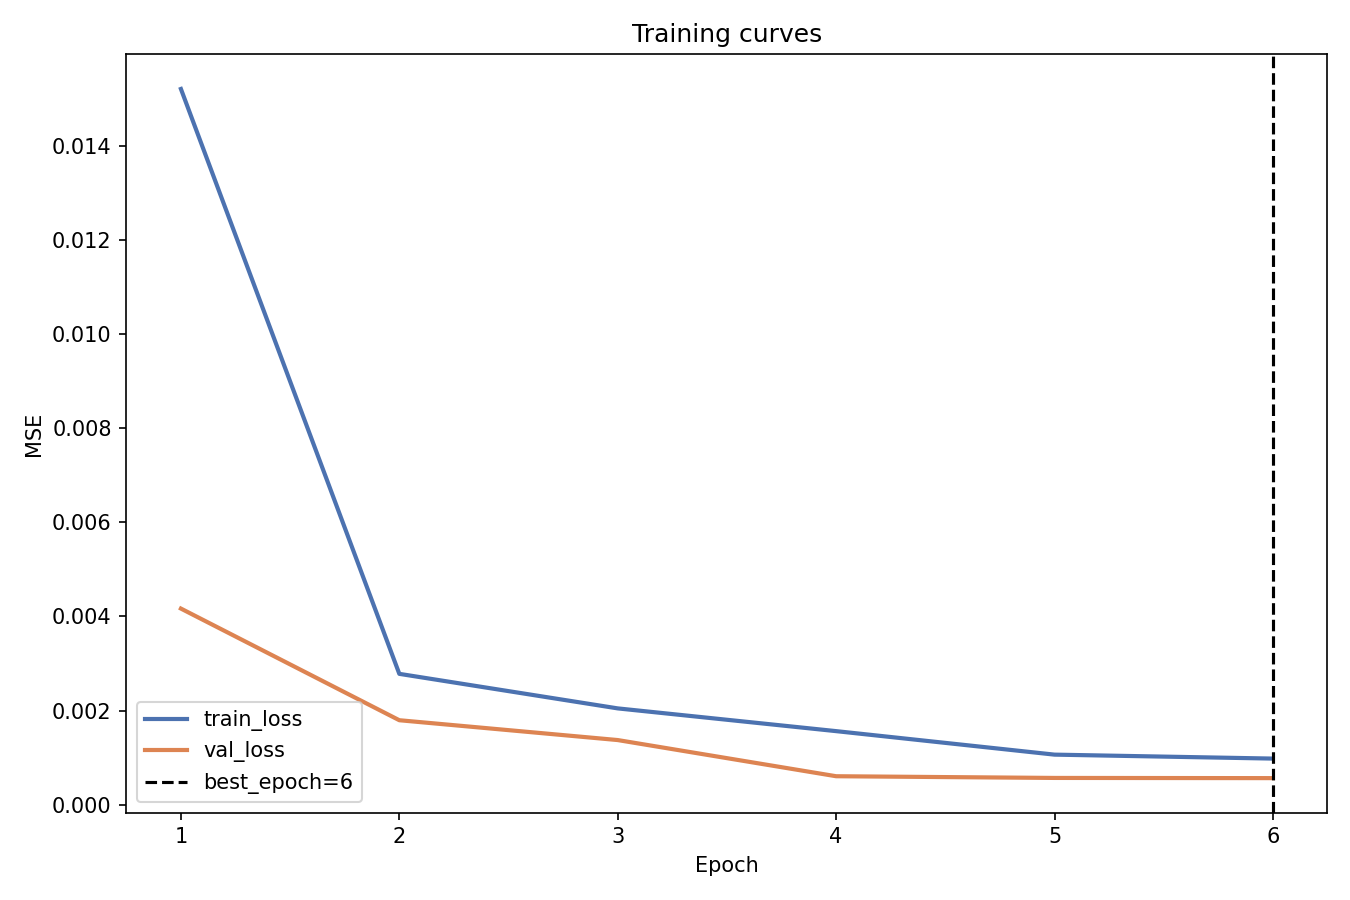 Training curves
MSE
0.014
0.012
0.010
0.008
0.006
0.004
0.002
0.000
train_loss
val_loss
best_epoch=6
1 2 3 4 5 6
Epoch